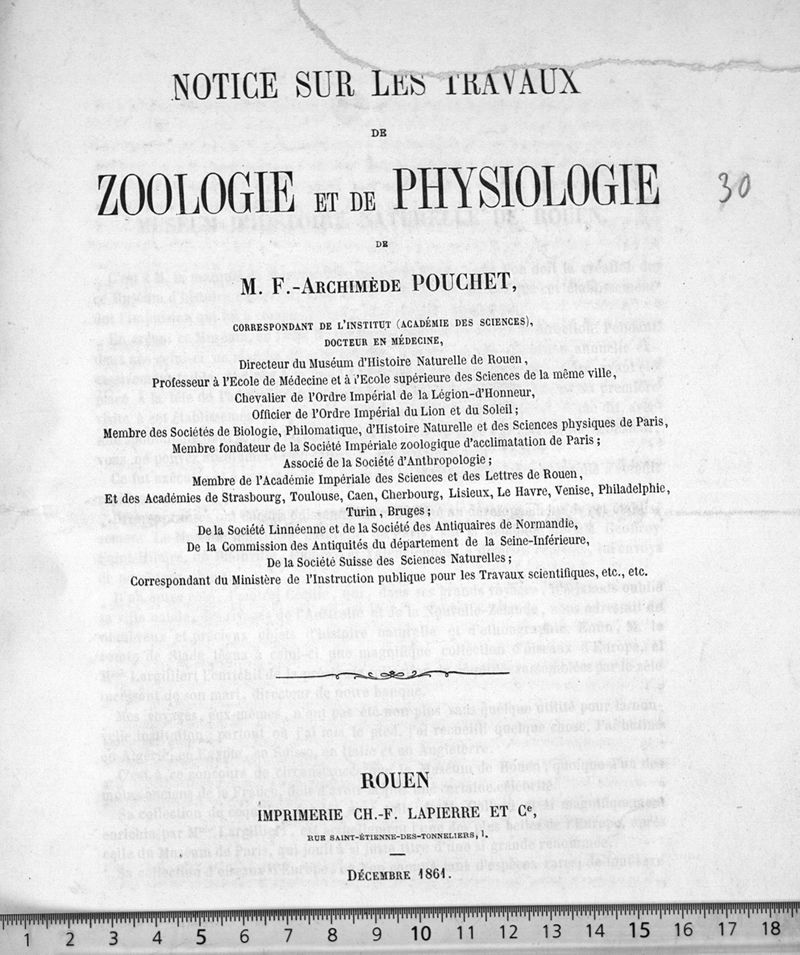 NOTICE SUR LES TRAVAUX
DE
ZOOLOGIE ET DE PHYSIOLOGIE
30
DE
M. F.-ARCHIMÈDE POUCHET,
CORRESPONDANT DE L'INSTITUT (ACADÉMIE DES SCIENCES),
DOCTEUR EN MÉDECINE,
Directeur du Muséum d'Histoire Naturelle de Rouen,
Professeur à l'Ecole de Médecine et à l'Ecole supérieure des Sciences de la même ville,
Chevalier de l'Ordre Impérial de la Légion-d'Honneur,
Officier de l'Ordre Impérial du Lion et du Soleil;
Membre des Sociétés de Biologie, Philomatique, d'Histoire Naturelle et des Sciences physiques de Paris,
Membre fondateur de la Société Impériale zoologique d'acclimatation de Paris;
Associé de la Société d'Anthropologie;
Membre de l'Académie Impériale des Sciences et des Lettres de Rouen,
Et des Académies de Strasbourg, Toulouse, Caen, Cherbourg, Lisieux, Le Havre, Venise, Philadelphie,
Turin, Bruges;
De la Société Linnéenne et de la Société des Antiquaires de Normandie,
De la Commission des Antiquités du département de la Seine-Inférieure,
De la Société Suisse des Sciences Naturelles;
Correspondant du Ministère de l'Instruction publique pour les Travaux scientifiques, etc., etc.
ROUEN
IMPRIMERIE CH.-F. LAPIERRE ET Cᵉ,
RUE SAINT-ÉTIENNE-DES-TONNELIERS, 1.
DÉCEMBRE 1861.
1 2 3 4 5 6 7 8 9 10 11 12 13 14 15 16 17 18